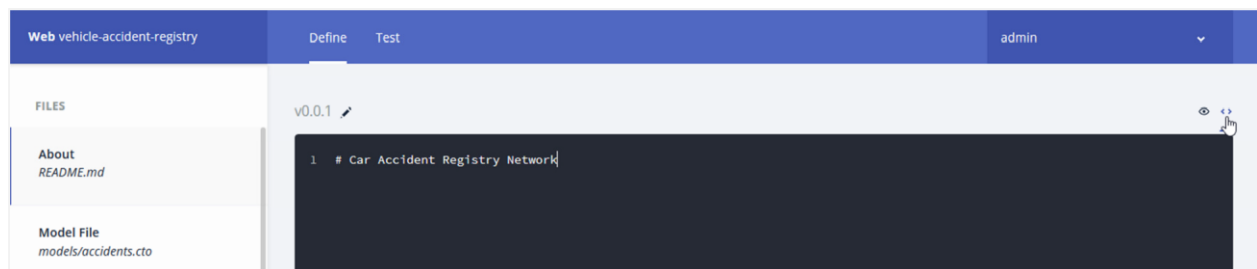 Web vehicle-accident-registry
Define
Test
admin
FILES
v0.0.1
About
README.md
1 # Car Accident Registry Network
Model File
models/accidents.cto